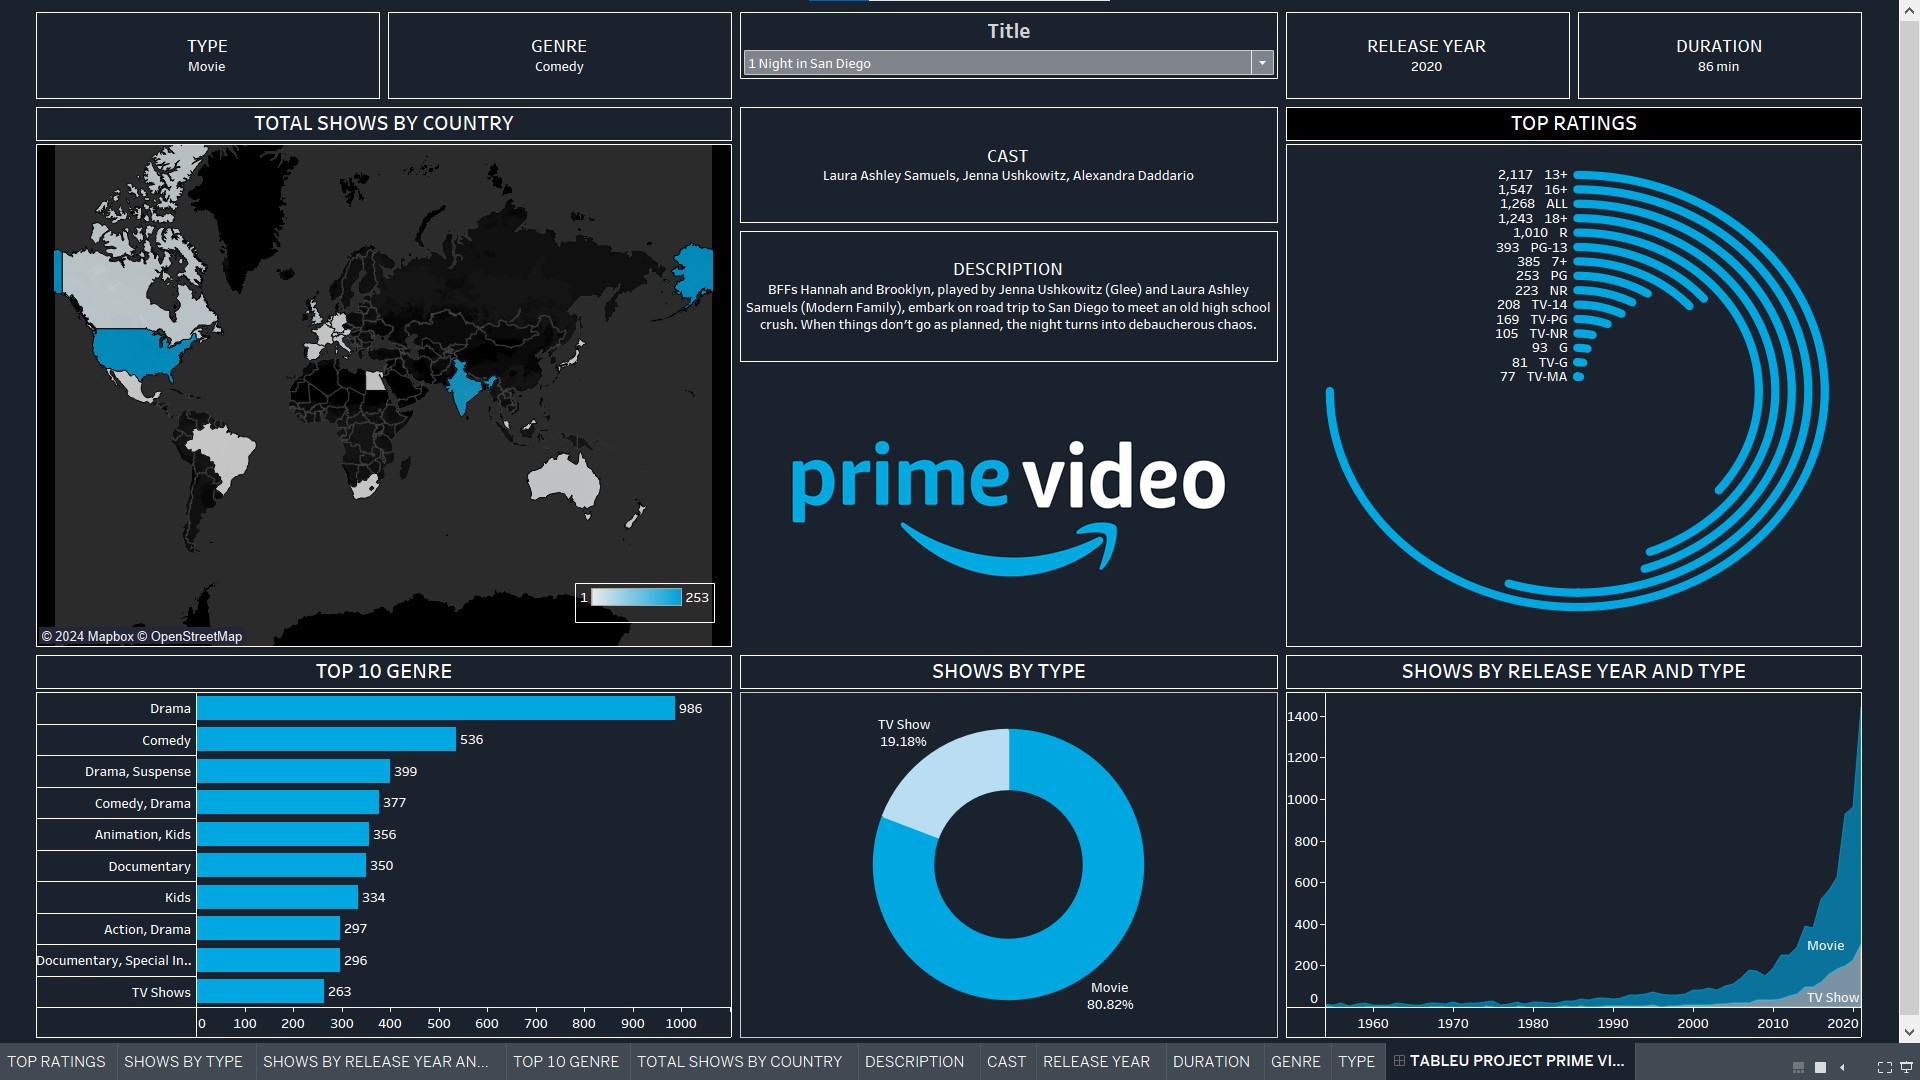 TYPE
Movie
GENRE
Comedy
Title
1 Night in San Diego
RELEASE YEAR
2020
DURATION
86 min
TOTAL SHOWS BY COUNTRY
1 253
© 2024 Mapbox © OpenStreetMap
CAST
Laura Ashley Samuels, Jenna Ushkowitz, Alexandra Daddario
DESCRIPTION
BFFs Hannah and Brooklyn, played by Jenna Ushkowitz (Glee) and Laura Ashley
Samuels (Modern Family), embark on road trip to San Diego to meet an old high school
crush. When things don't go as planned, the night turns into debaucherous chaos.
prime video
TOP RATINGS
2,117 13+
1,547 16+
1,268 ALL
1,243 18+
1,010 R
393 PG-13
385 7+
253 PG
223 NR
208 TV-14
169 TV-PG
105 TV-NR
93 G
81 TV-G
77 TV-MA
TOP 10 GENRE
Drama 986
Comedy 536
Drama, Suspense 399
Comedy, Drama 377
Animation, Kids 356
Documentary 350
Kids 334
Action, Drama 297
Documentary, Special In.. 296
TV Shows 263
0 100 200 300 400 500 600 700 800 900 1000
SHOWS BY TYPE
TV Show
19.18%
Movie
80.82%
SHOWS BY RELEASE YEAR AND TYPE
1400
1200
1000
800
600
400
200
0
Movie
TV Show
1960 1970 1980 1990 2000 2010 2020
TOP RATINGS SHOWS BY TYPE SHOWS BY RELEASE YEAR AN... TOP 10 GENRE TOTAL SHOWS BY COUNTRY DESCRIPTION CAST RELEASE YEAR DURATION GENRE TYPE TABLEU PROJECT PRIME VI...